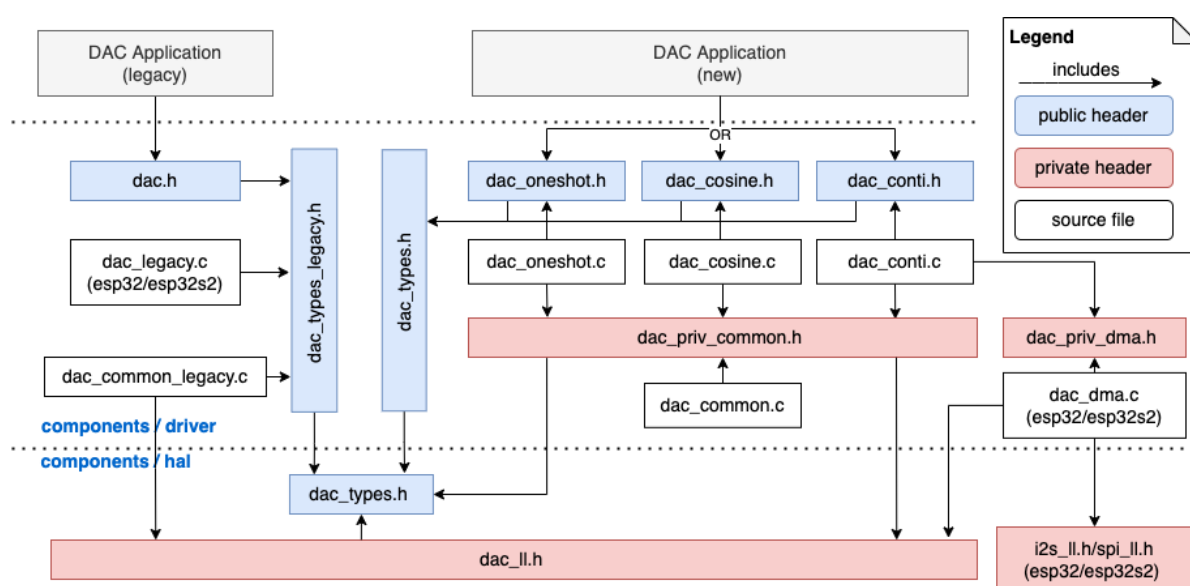 DAC Application
(legacy)
DAC Application
(new)
Legend
includes
public header
private header
source file
OR
dac.h
dac_types_legacy.h
dac_types.h
dac_oneshot.h
dac_cosine.h
dac_conti.h
dac_legacy.c
(esp32/esp32s2)
dac_oneshot.c
dac_cosine.c
dac_conti.c
dac_priv_common.h
dac_priv_dma.h
dac_common_legacy.c
dac_common.c
dac_dma.c
(esp32/esp32s2)
components / driver
components / hal
dac_types.h
dac_ll.h
i2s_ll.h/spi_ll.h
(esp32/esp32s2)